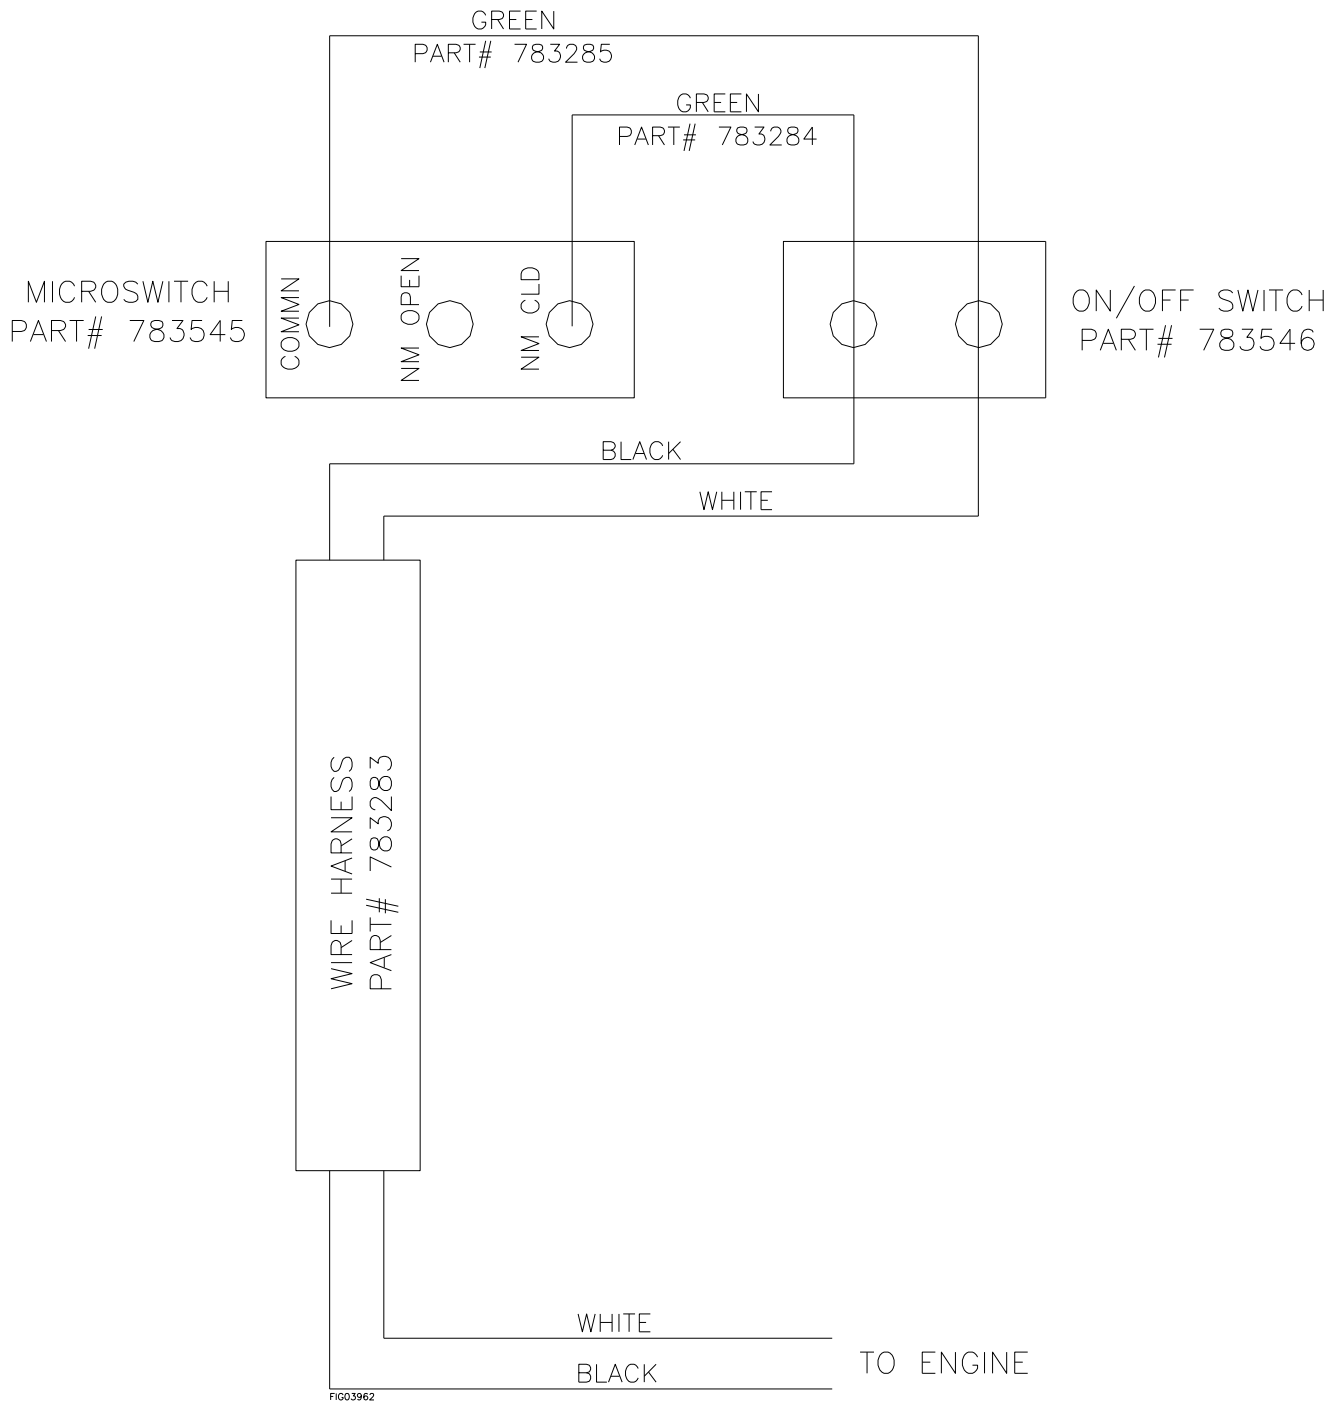 GREEN
PART# 783285
GREEN
PART# 783284
MICROSWITCH
PART# 783545
COMMN
NM OPEN
NM CLD
ON/OFF SWITCH
PART# 783546
BLACK
WHITE
WIRE HARNESS
PART# 783283
WHITE
BLACK
TO ENGINE
FIG03962